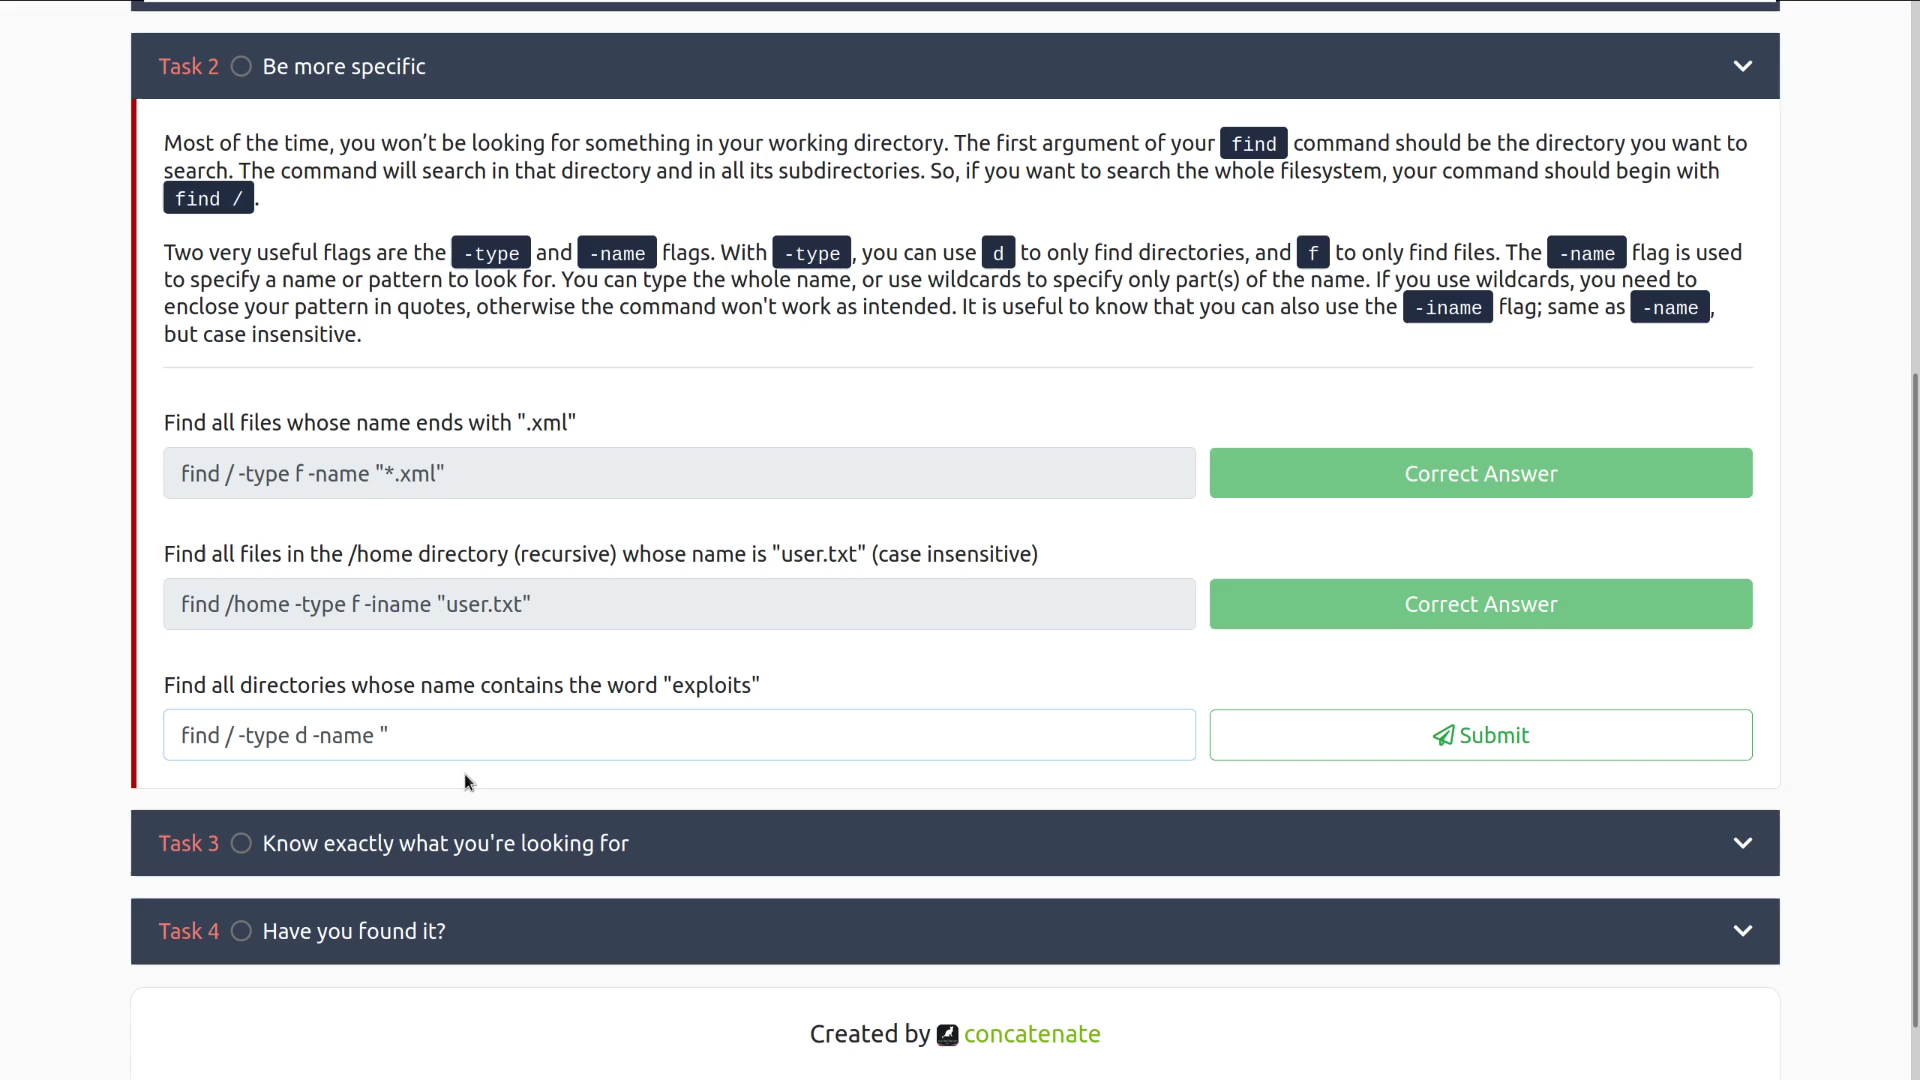 Task 2 Be more specific
Most of the time, you won’t be looking for something in your working directory. The first argument of your find command should be the directory you want to
search. The command will search in that directory and in all its subdirectories. So, if you want to search the whole filesystem, your command should begin with
find / .
Two very useful flags are the -type and -name flags. With -type , you can use d to only find directories, and f to only find files. The -name flag is used
to specify a name or pattern to look for. You can type the whole name, or use wildcards to specify only part(s) of the name. If you use wildcards, you need to
enclose your pattern in quotes, otherwise the command won't work as intended. It is useful to know that you can also use the -iname flag; same as -name ,
but case insensitive.
Find all files whose name ends with ".xml"
find / -type f -name "*.xml"
Correct Answer
Find all files in the /home directory (recursive) whose name is "user.txt" (case insensitive)
find /home -type f -iname "user.txt"
Correct Answer
Find all directories whose name contains the word "exploits"
find / -type d -name "
Submit
Task 3 Know exactly what you're looking for
Task 4 Have you found it?
Created by concatenate